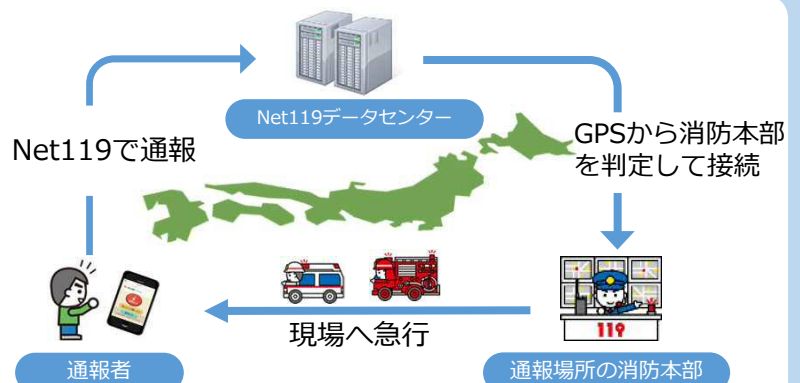 Net119データセンター
Net119で通報
GPSから消防本部
を判定して接続
119
現場へ急行
通報者
通報場所の消防本部